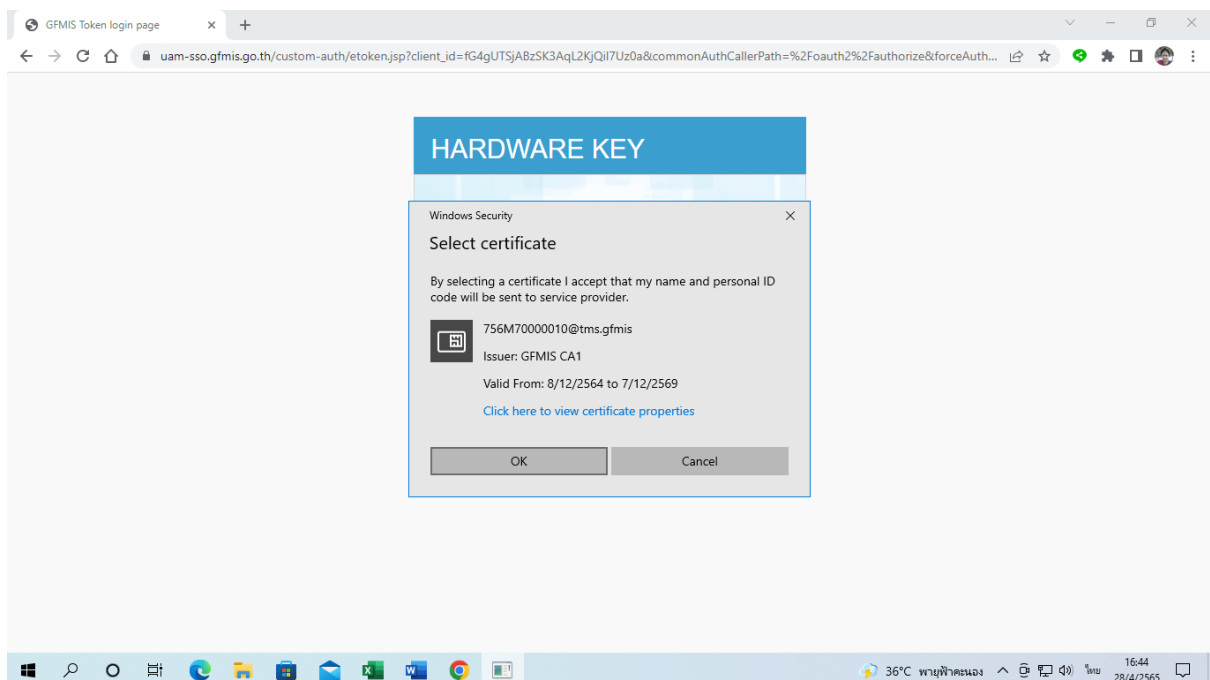 GFMIS Token login page
uam-sso.gfmis.go.th/custom-auth/etoken.jsp?client_id=fG4gUTSjABzSK3AqL2KjQiI7Uz0a&commonAuthCallerPath=%2Foauth2%2Fauthorize&forceAuth...
HARDWARE KEY
Windows Security
Select certificate
By selecting a certificate I accept that my name and personal ID
code will be sent to service provider.
756M70000010@tms.gfmis
Issuer: GFMIS CA1
Valid From: 8/12/2564 to 7/12/2569
Click here to view certificate properties
OK Cancel
36°C พายุฟ้าคะนอง ไทย 16:44
28/4/2565